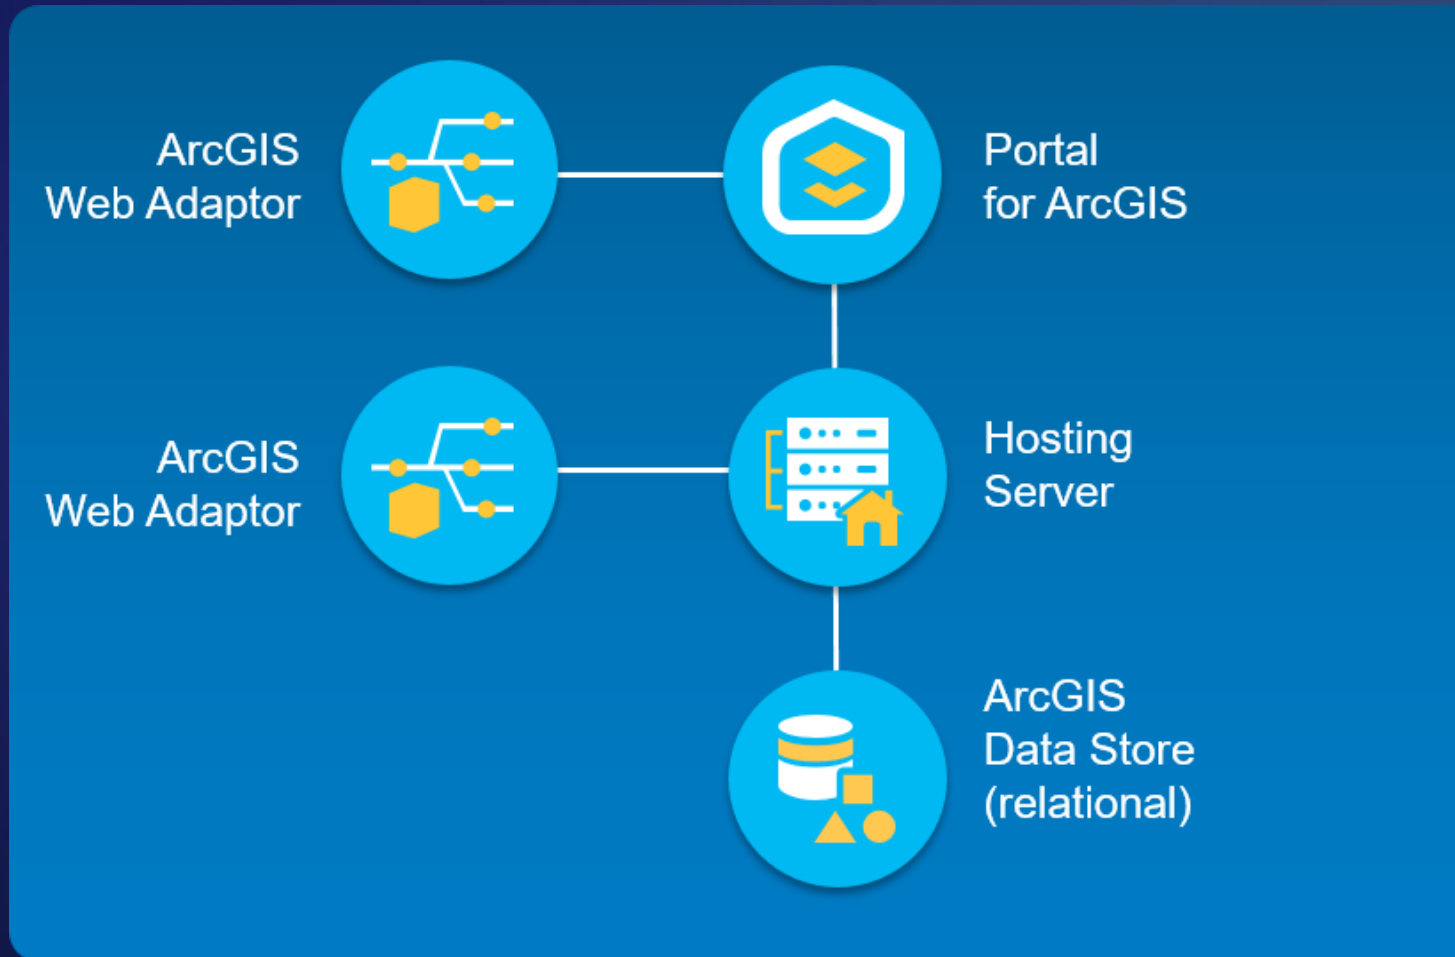 ArcGIS
Web Adaptor
Portal
for ArcGIS
ArcGIS
Web Adaptor
Hosting
Server
ArcGIS
Data Store
(relational)